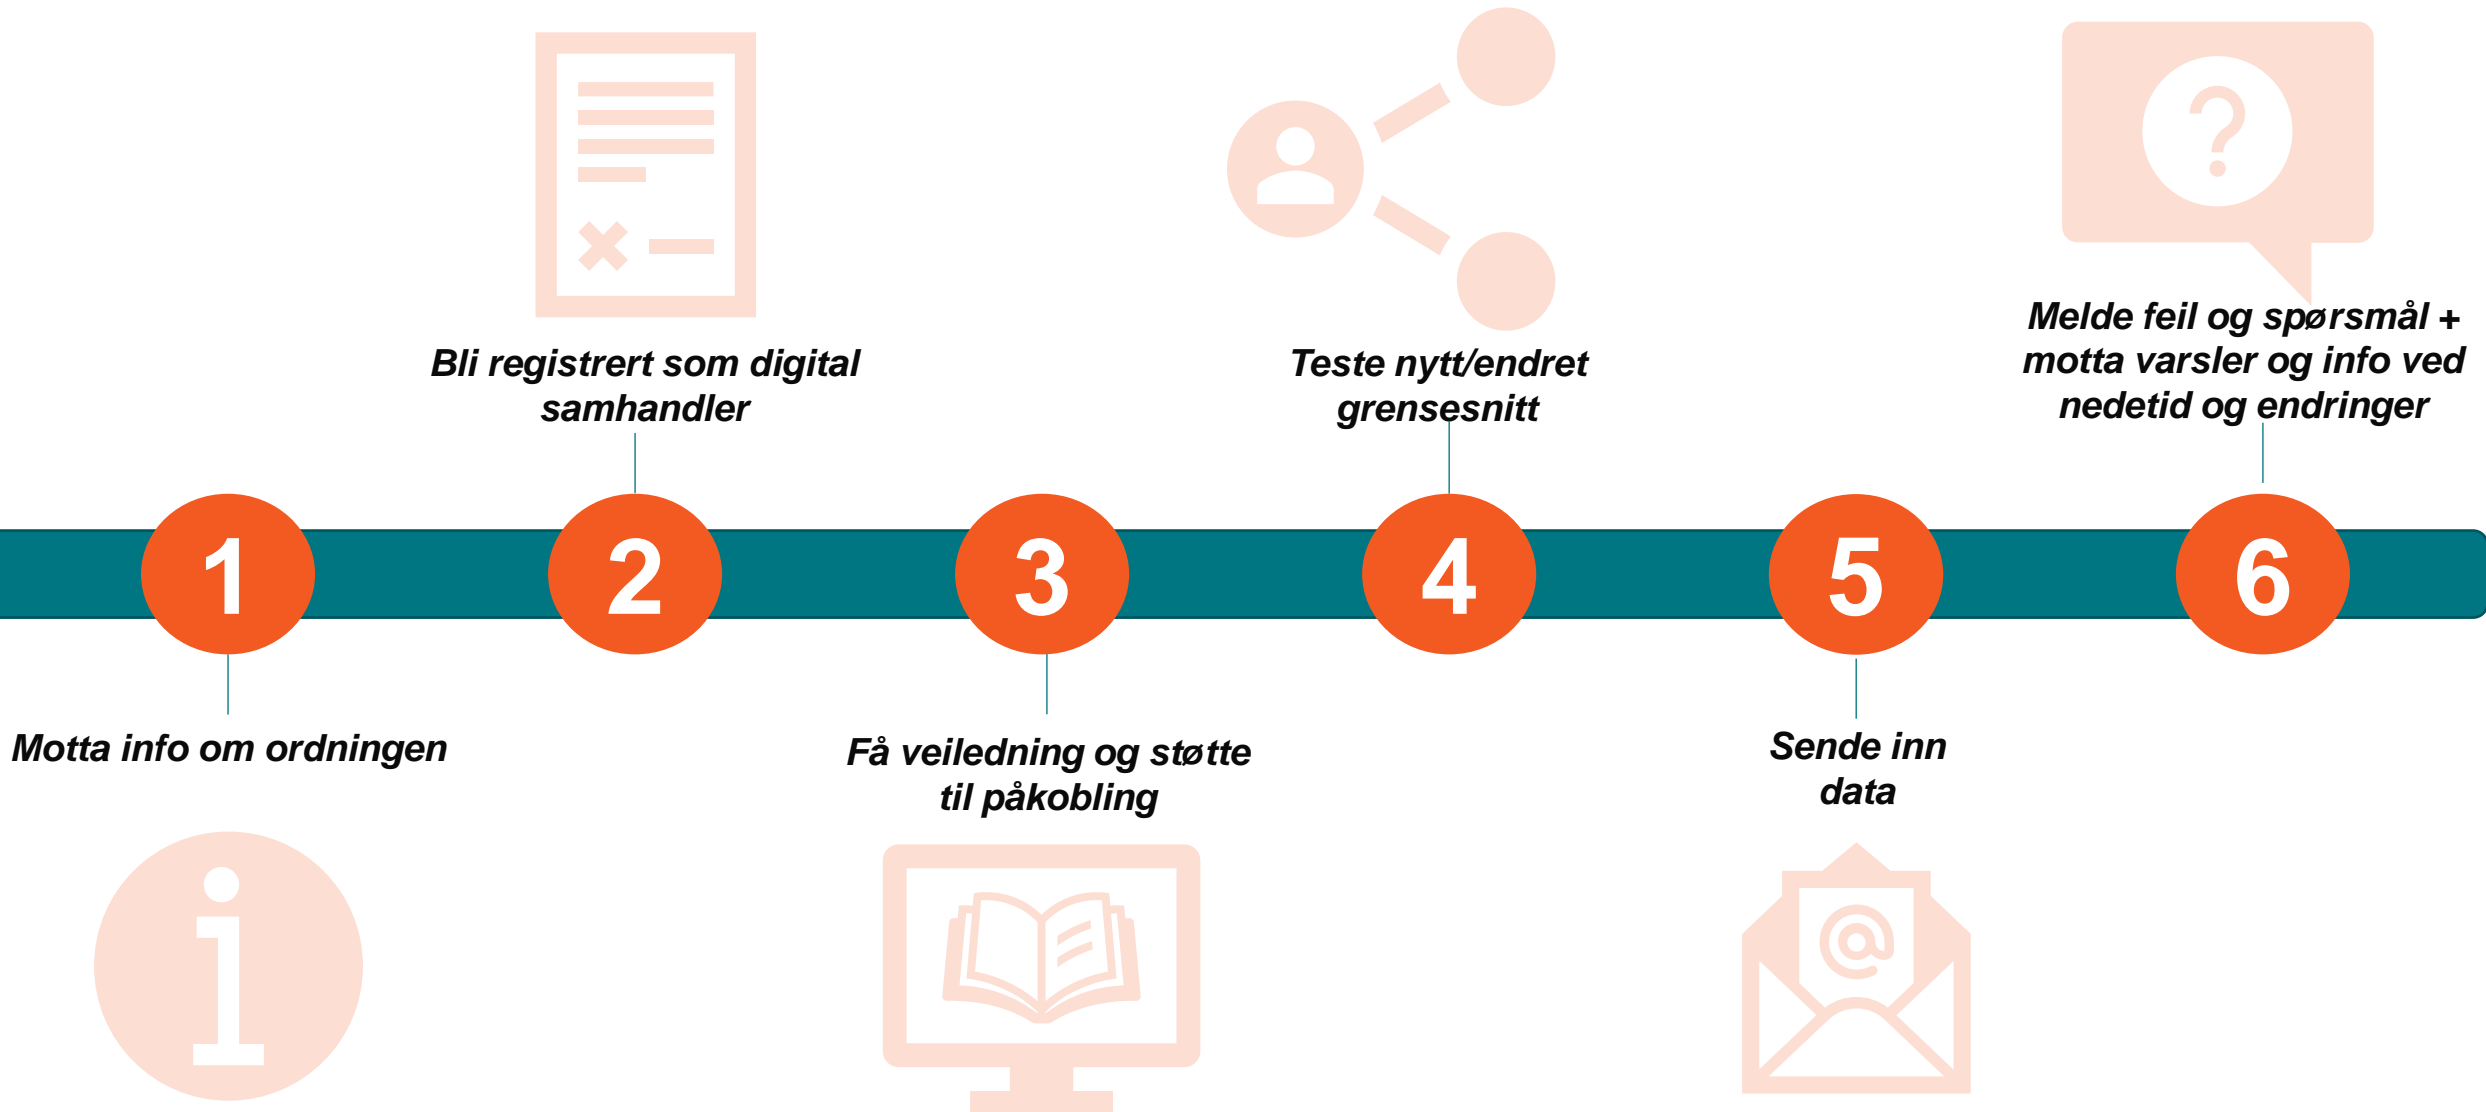 1
Motta info om ordningen
Bli registrert som digital
samhandler
2
3
Få veiledning og støtte
til påkobling
Teste nytt/endret
grensesnitt
4
5
Sende inn
data
Melde feil og spørsmål +
motta varsler og info ved
nedetid og endringer
6